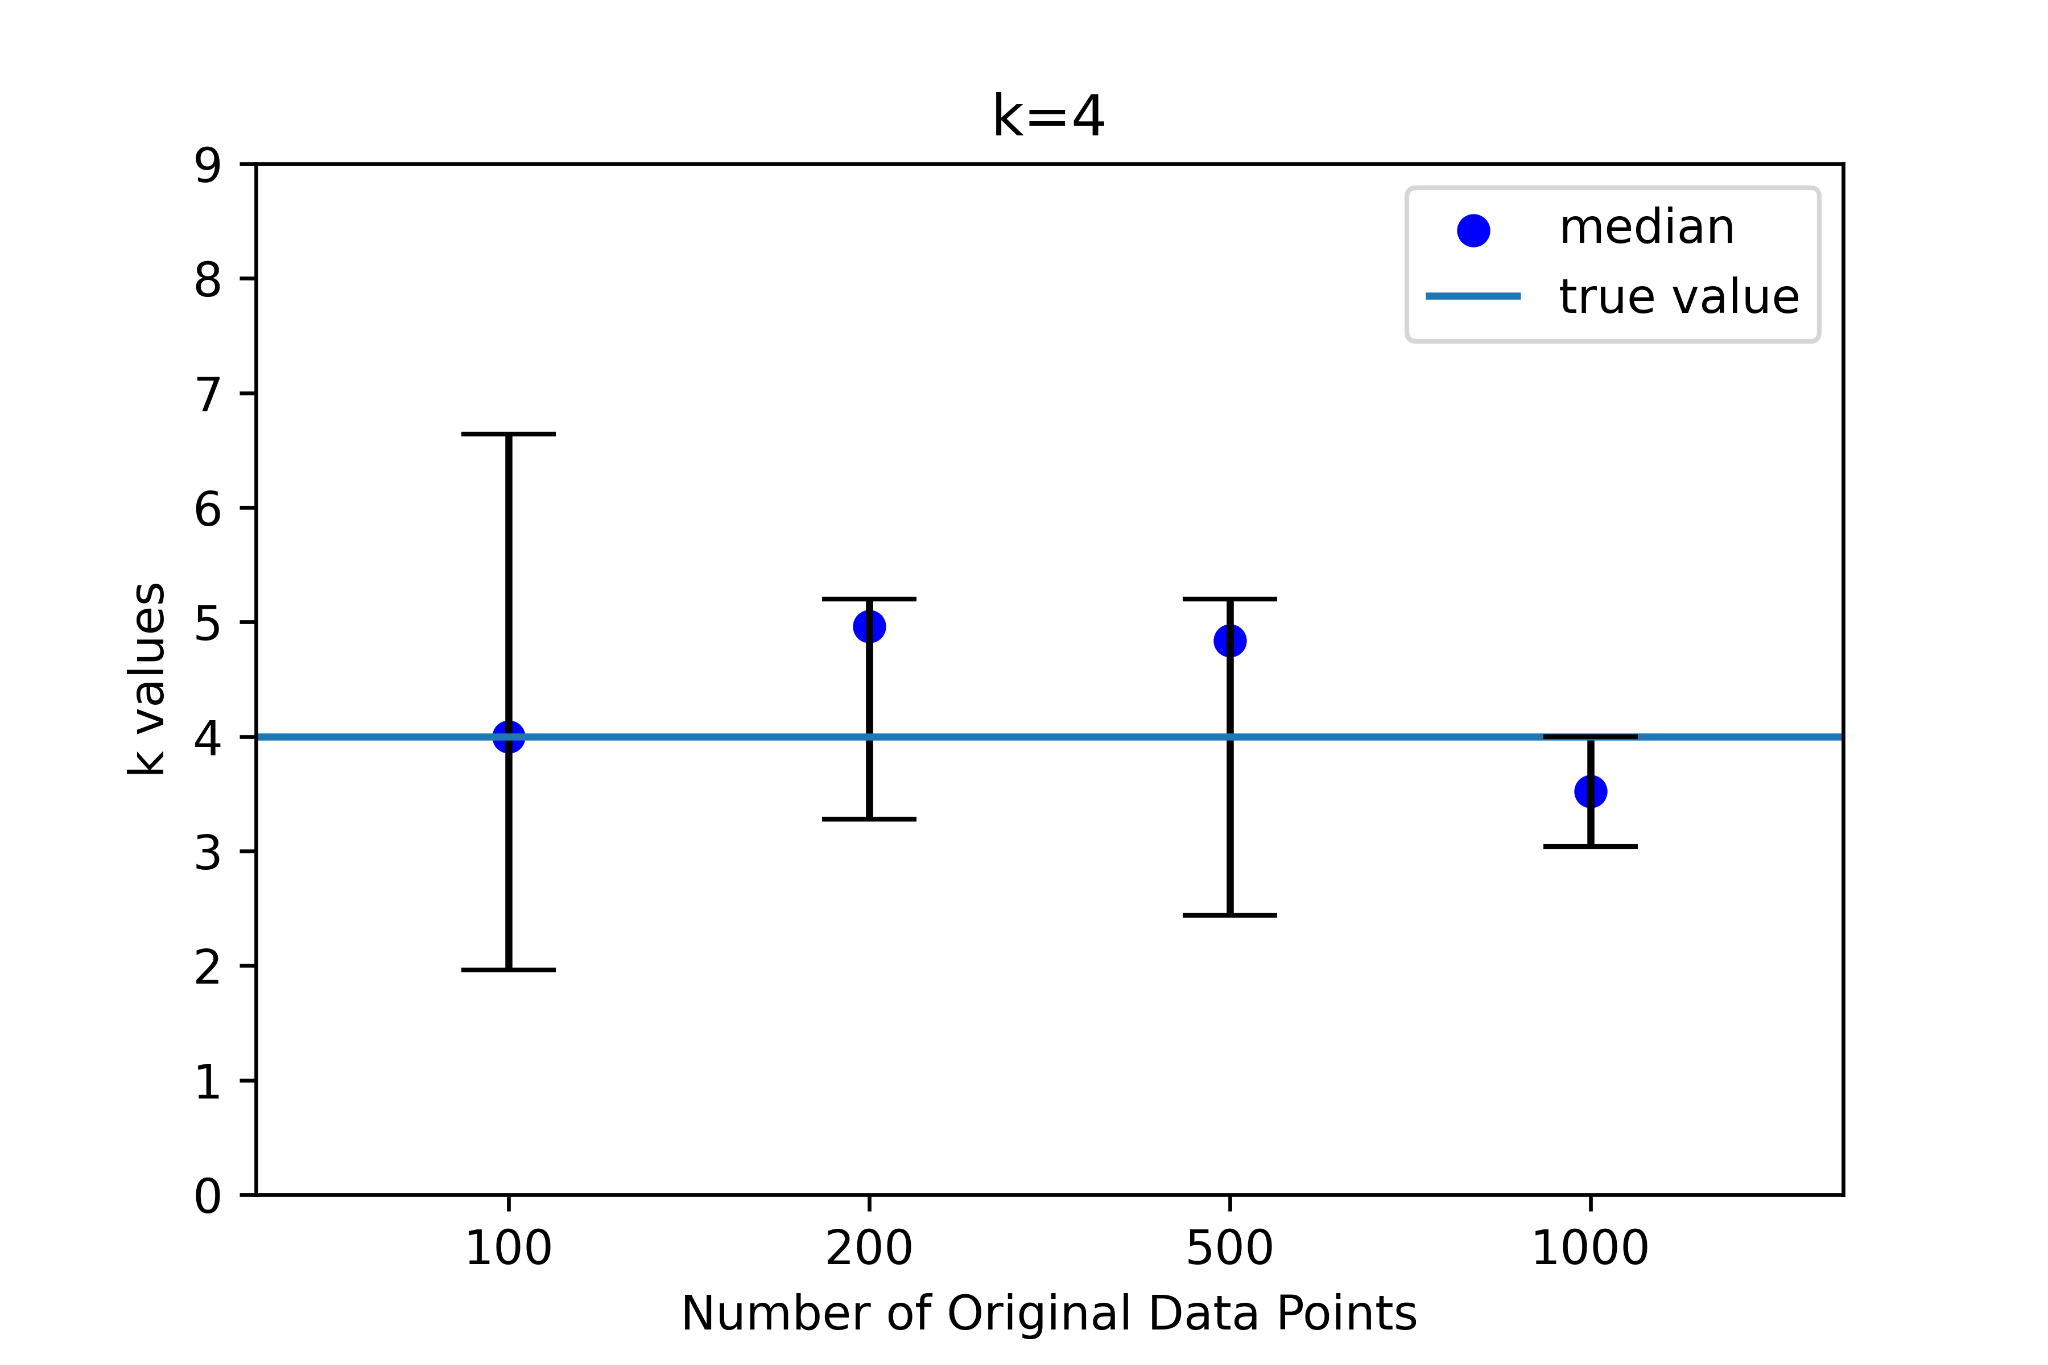 k=4
median
true value
9
8
7
6
5
4
3
2
1
0
k values
100 200 500 1000
Number of Original Data Points